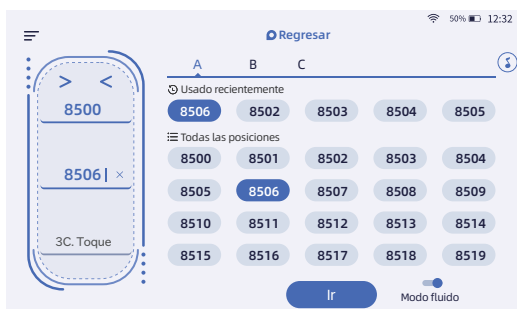 50% 12:32
Regresar
> <
8500
8506 ×
3C. Toque
A B C
Usado recientemente
8506 8502 8503 8504 8505
Todas las posiciones
8500 8501 8502 8503 8504
8505 8506 8507 8508 8509
8510 8511 8512 8513 8514
8515 8516 8517 8518 8519
Ir
Modo fluido